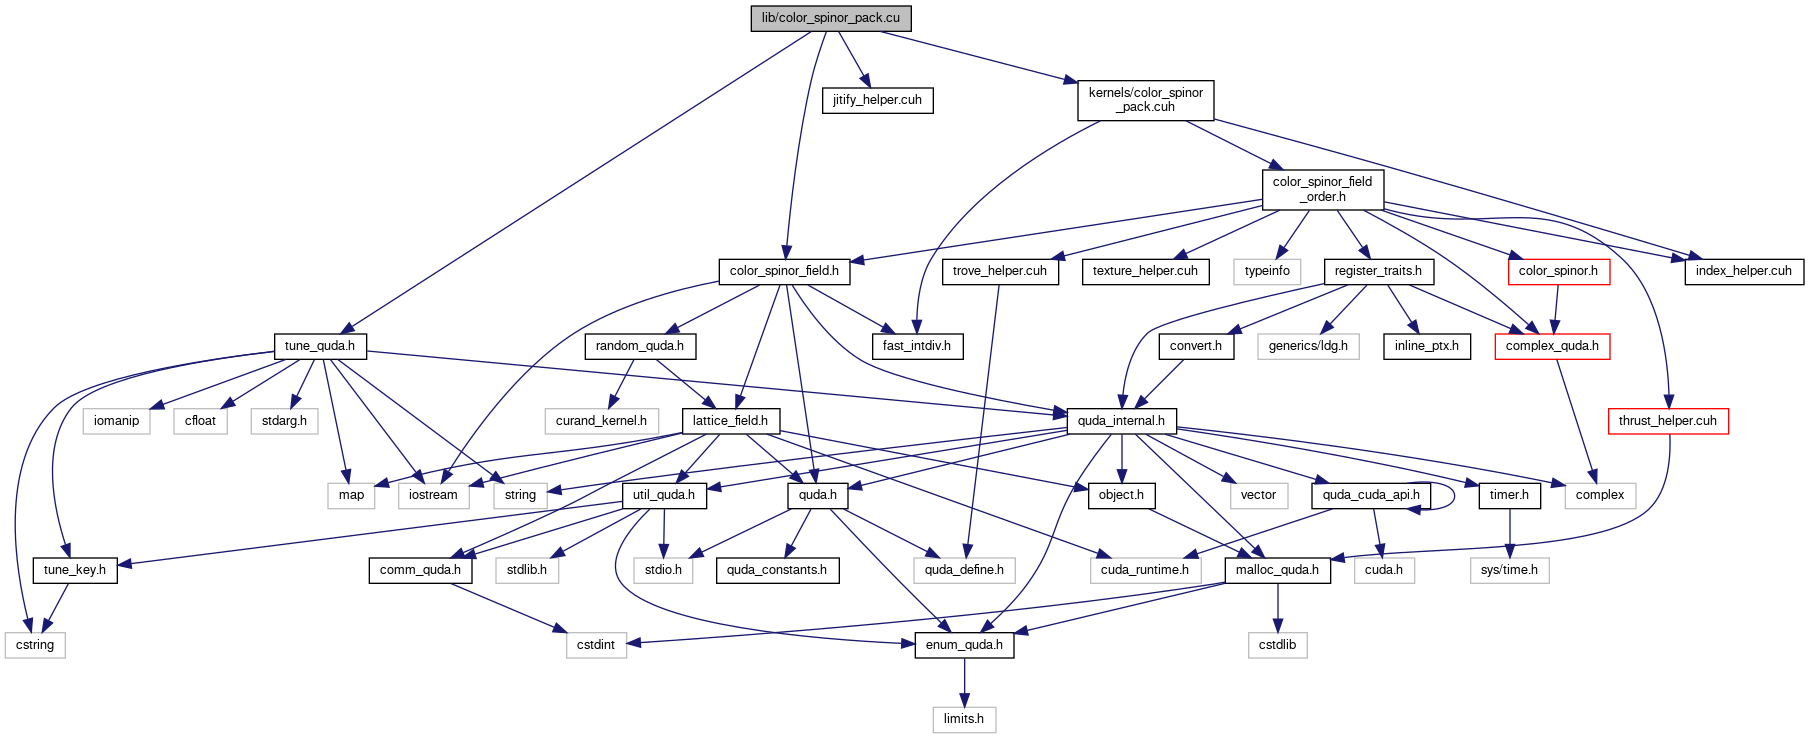 lib/color_spinor_pack.cu
jitify_helper.cuh
kernels/color_spinor
_pack.cuh
color_spinor_field
_order.h
color_spinor_field.h
trove_helper.cuh
texture_helper.cuh
typeinfo
register_traits.h
color_spinor.h
index_helper.cuh
tune_quda.h
random_quda.h
fast_intdiv.h
convert.h
generics/ldg.h
inline_ptx.h
complex_quda.h
iomanip
cfloat
stdarg.h
curand_kernel.h
lattice_field.h
quda_internal.h
thrust_helper.cuh
map
iostream
string
util_quda.h
quda.h
object.h
vector
quda_cuda_api.h
timer.h
complex
tune_key.h
comm_quda.h
stdlib.h
stdio.h
quda_constants.h
quda_define.h
cuda_runtime.h
malloc_quda.h
cuda.h
sys/time.h
cstring
cstdint
enum_quda.h
cstdlib
limits.h